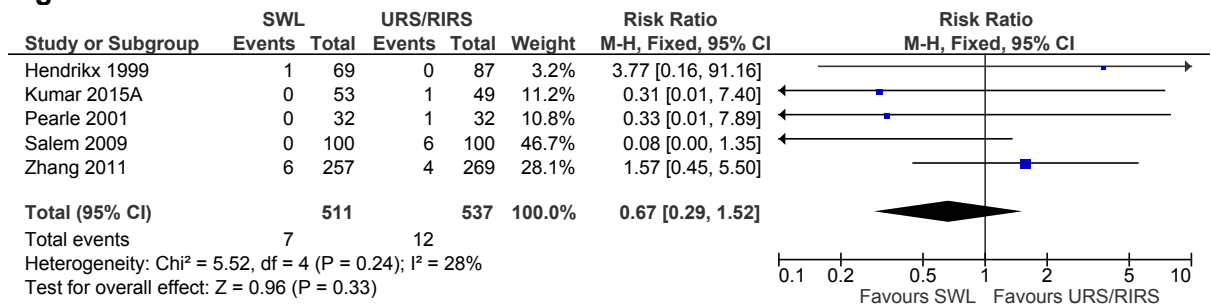 SWL URS/RIRS Risk Ratio Risk Ratio
Study or Subgroup Events Total Events Total Weight M-H, Fixed, 95% CI M-H, Fixed, 95% CI
Hendrikx 1999 1 69 0 87 3.2% 3.77 [0.16, 91.16]
Kumar 2015A 0 53 1 49 11.2% 0.31 [0.01, 7.40]
Pearle 2001 0 32 1 32 10.8% 0.33 [0.01, 7.89]
Salem 2009 0 100 6 100 46.7% 0.08 [0.00, 1.35]
Zhang 2011 6 257 4 269 28.1% 1.57 [0.45, 5.50]
Total (95% CI) 511 537 100.0% 0.67 [0.29, 1.52]
Total events 7 12
Heterogeneity: Chi² = 5.52, df = 4 (P = 0.24); I² = 28%
Test for overall effect: Z = 0.96 (P = 0.33)
0.1 0.2 0.5 1 2 5 10
Favours SWL Favours URS/RIRS